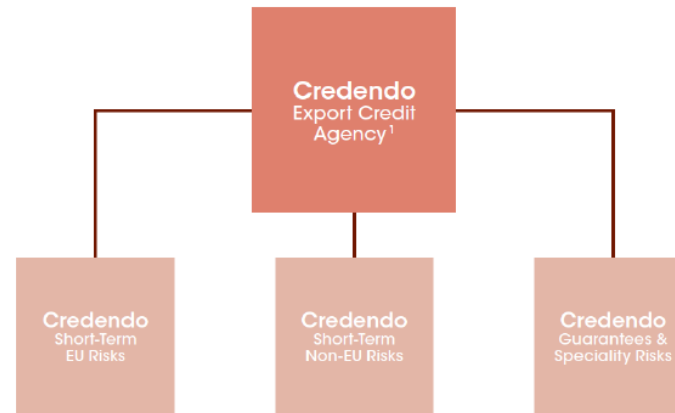 Credendo
Export Credit
Agency¹
Credendo
Short-Term
EU Risks
Credendo
Short-Term
Non-EU Risks
Credendo
Guarantees &
Speciality Risks